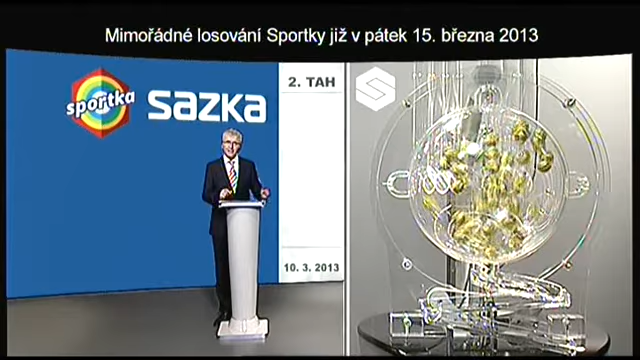 Mimořádné losování Sportky již v pátek 15. března 2013
sportka
SAZKA
2. TAH
10. 3. 2013